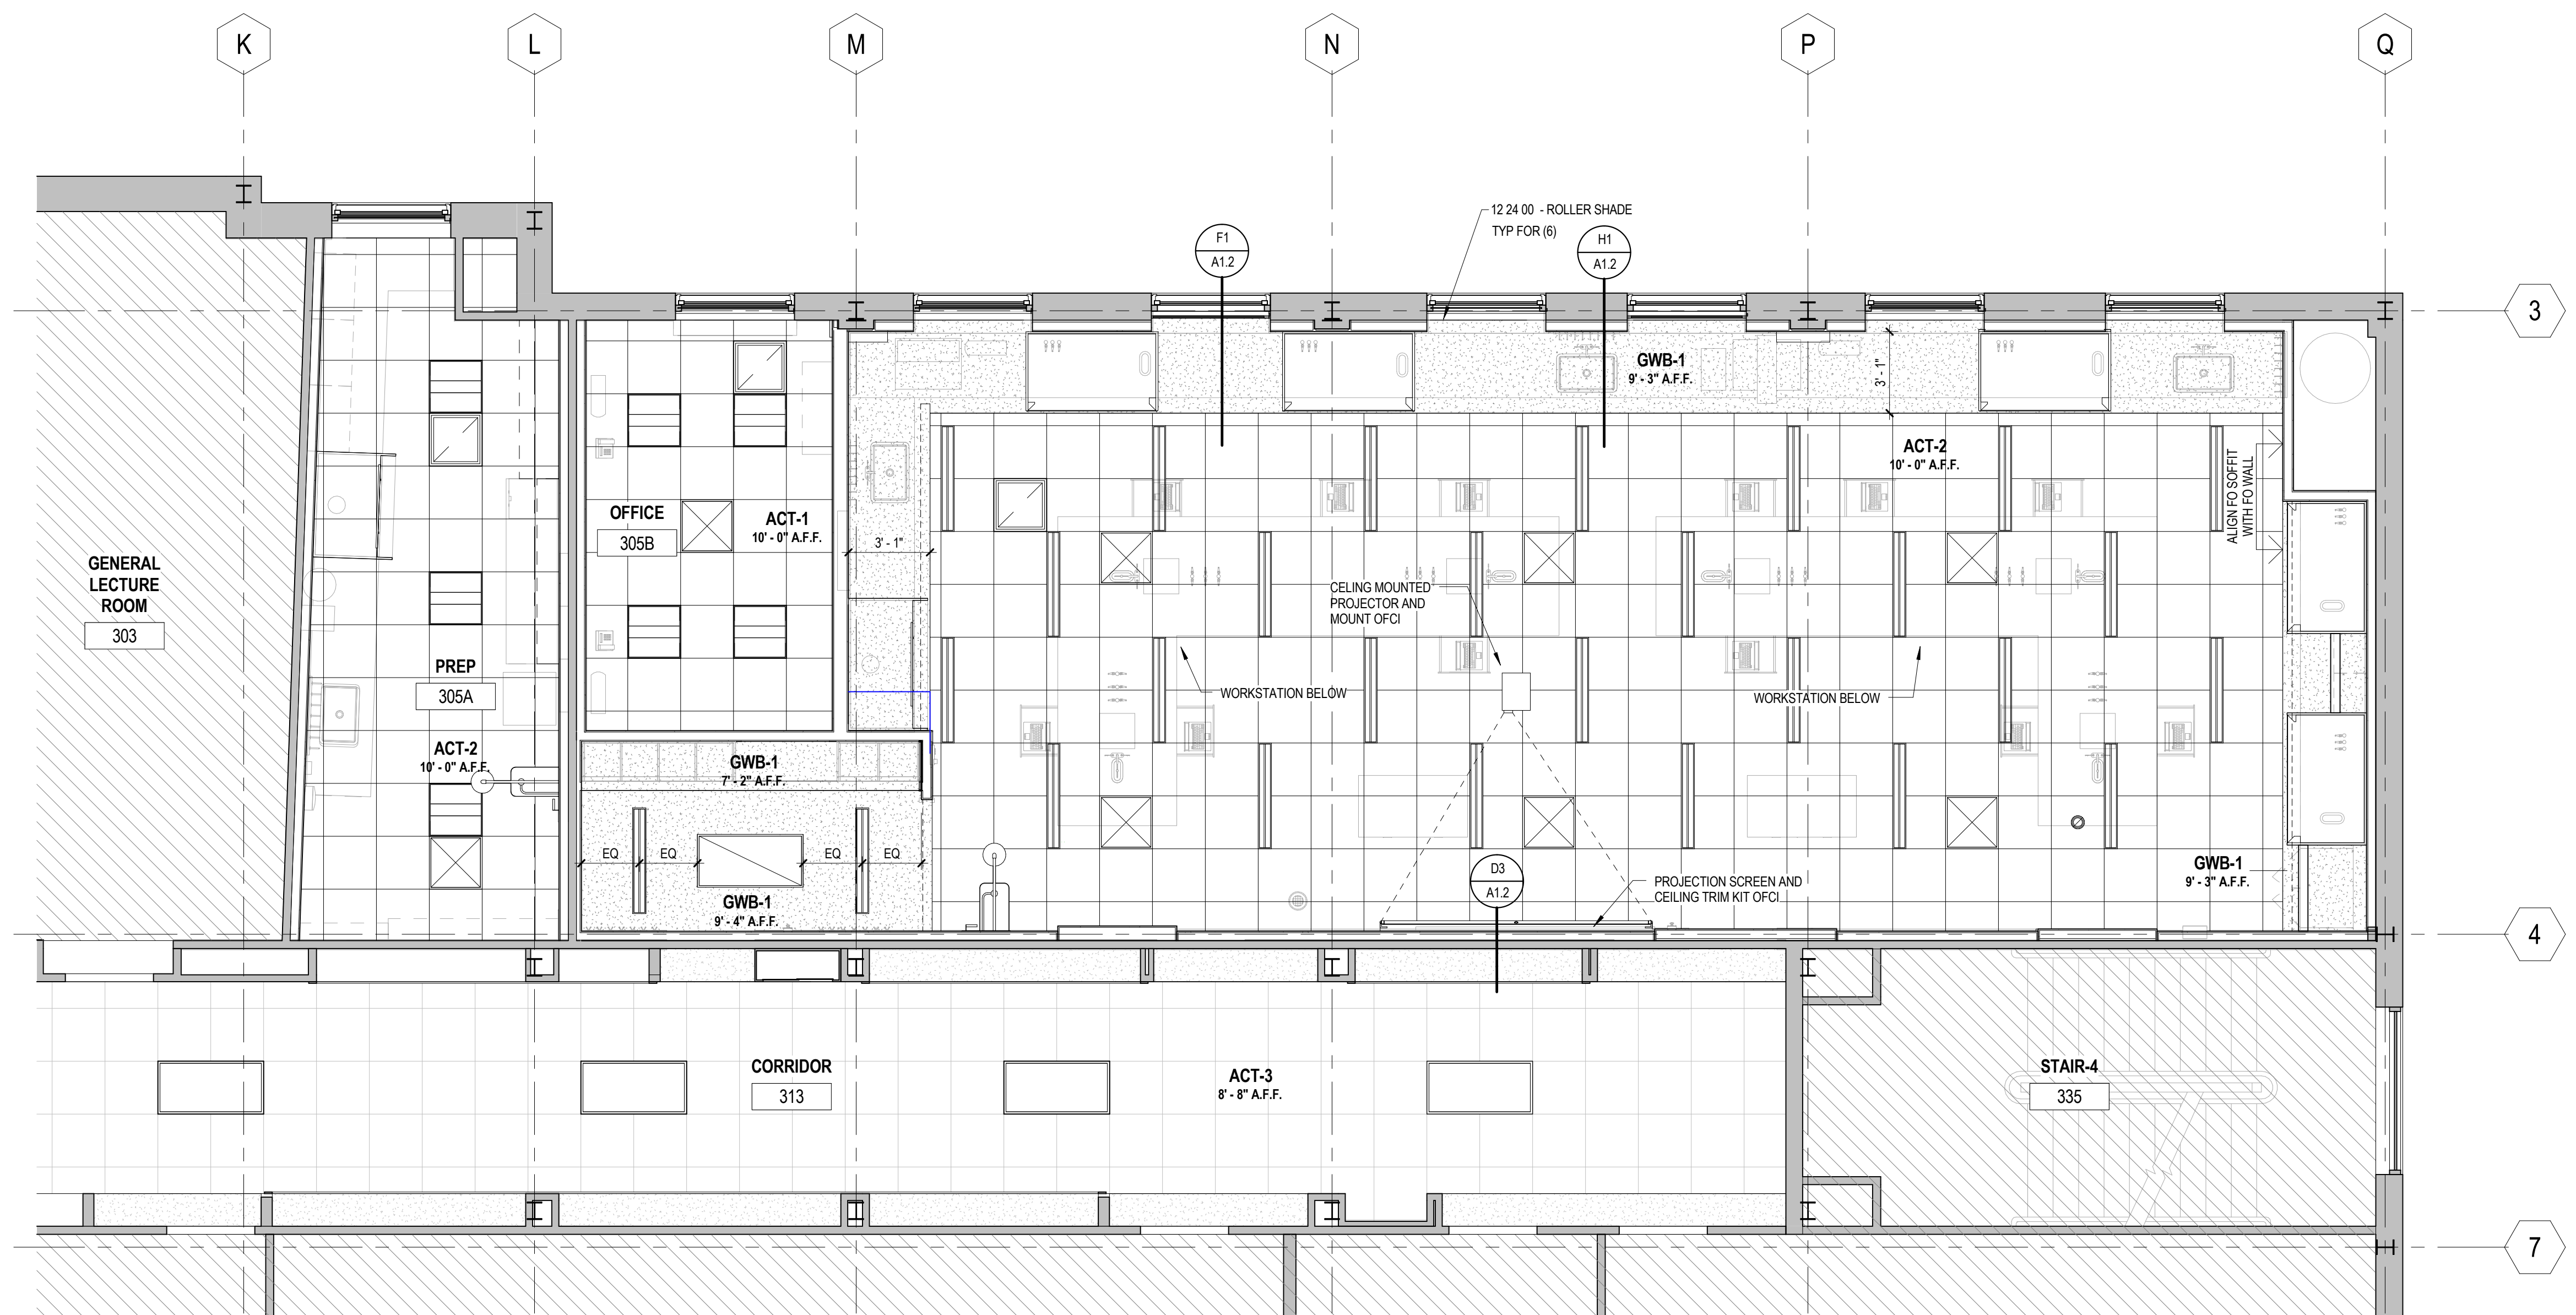 K
L
M
N
P
Q
12 24 00 - ROLLER SHADE
TYP FOR (6)
F1
A1.2
H1
A1.2
3
GWB-1
9' - 3" A.F.F.
3' - 1"
ACT-2
10' - 0" A.F.F.
ALIGN FO SOFFIT
WITH FO WALL
OFFICE
305B
ACT-1
10' - 0" A.F.F.
3' - 1"
GENERAL
LECTURE
ROOM
303
CELING MOUNTED
PROJECTOR AND
MOUNT OFCI
PREP
305A
WORKSTATION BELOW
WORKSTATION BELOW
ACT-2
10' - 0" A.F.F.
GWB-1
7' - 2" A.F.F.
EQ
EQ
EQ
EQ
D3
A1.2
PROJECTION SCREEN AND
CEILING TRIM KIT OFCI
GWB-1
9' - 3" A.F.F.
GWB-1
9' - 4" A.F.F.
4
CORRIDOR
313
ACT-3
8' - 8" A.F.F.
STAIR-4
335
7